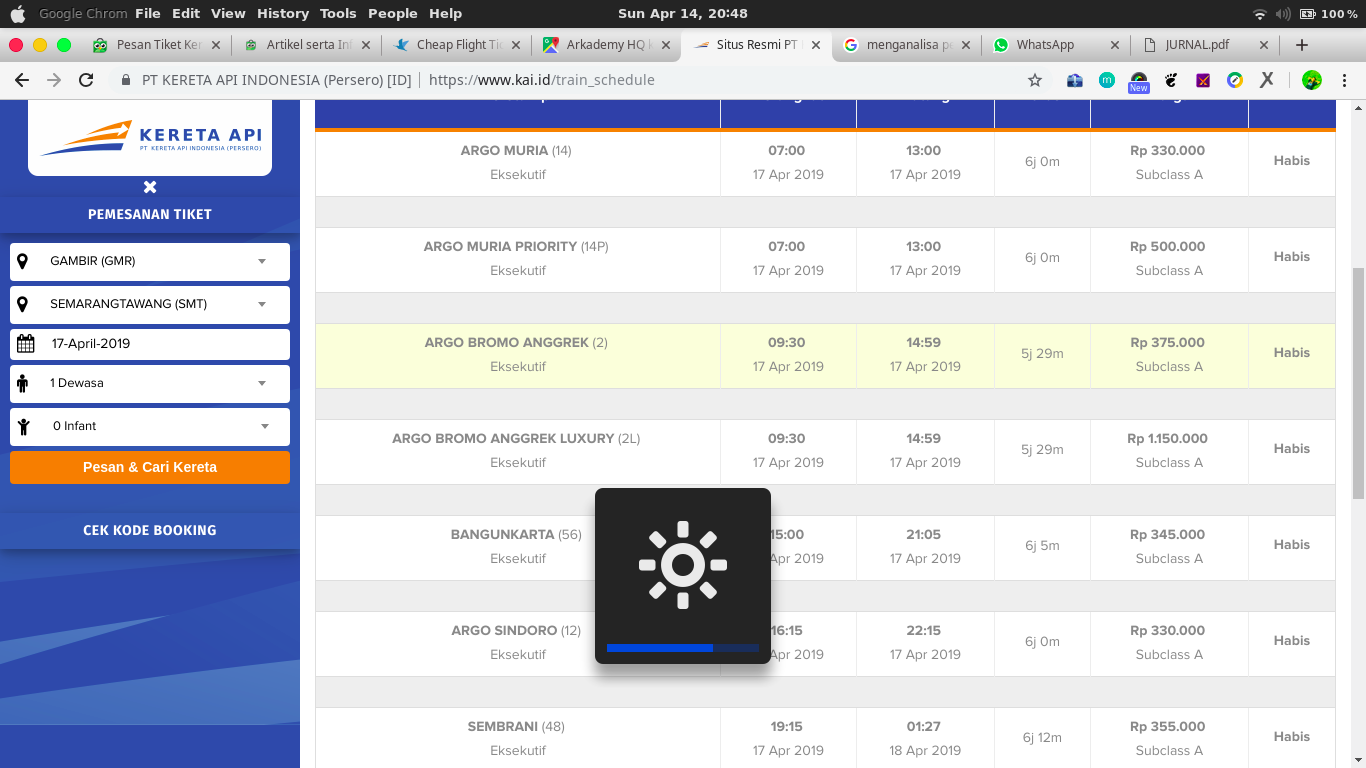 Google Chrom File Edit View History Tools People Help
Sun Apr 14, 20:48
100 %
Pesan Tiket Ker
Artikel serta Inf
Cheap Flight Tic
Arkademy HQ k
Situs Resmi PT
menganalisa pe
WhatsApp
JURNAL.pdf
PT KERETA API INDONESIA (Persero) [ID] https://www.kai.id/train_schedule
New
KERETA API
PT KERETA API INDONESIA (PERSERO)
PEMESANAN TIKET
GAMBIR (GMR)
SEMARANGTAWANG (SMT)
17-April-2019
1 Dewasa
0 Infant
Pesan & Cari Kereta
CEK KODE BOOKING
ARGO MURIA (14) 07:00 13:00 6j 0m Rp 330.000 Habis
Eksekutif 17 Apr 2019 17 Apr 2019 Subclass A
ARGO MURIA PRIORITY (14P) 07:00 13:00 6j 0m Rp 500.000 Habis
Eksekutif 17 Apr 2019 17 Apr 2019 Subclass A
ARGO BROMO ANGGREK (2) 09:30 14:59 5j 29m Rp 375.000 Habis
Eksekutif 17 Apr 2019 17 Apr 2019 Subclass A
ARGO BROMO ANGGREK LUXURY (2L) 09:30 14:59 5j 29m Rp 1.150.000 Habis
Eksekutif 17 Apr 2019 17 Apr 2019 Subclass A
BANGUNKARTA (56) 15:00 21:05 6j 5m Rp 345.000 Habis
Eksekutif Apr 2019 17 Apr 2019 Subclass A
ARGO SINDORO (12) 16:15 22:15 6j 0m Rp 330.000 Habis
Eksekutif Apr 2019 17 Apr 2019 Subclass A
SEMBRANI (48) 19:15 01:27 6j 12m Rp 355.000 Habis
Eksekutif 17 Apr 2019 18 Apr 2019 Subclass A